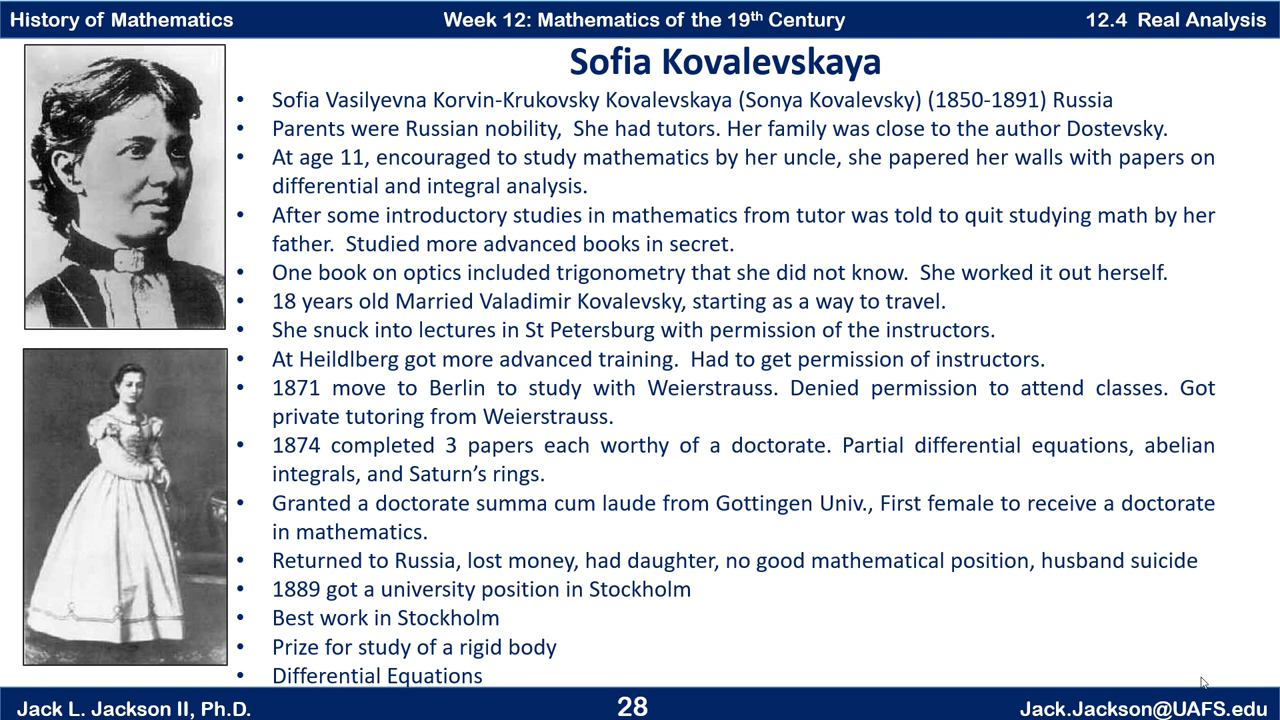 History of Mathematics Week 12: Mathematics of the 19th Century 12.4 Real Analysis
Sofia Kovalevskaya
• Sofia Vasilyevna Korvin-Krukovsky Kovalevskaya (Sonya Kovalevsky) (1850-1891) Russia
• Parents were Russian nobility, She had tutors. Her family was close to the author Dostevsky.
• At age 11, encouraged to study mathematics by her uncle, she papered her walls with papers on
differential and integral analysis.
• After some introductory studies in mathematics from tutor was told to quit studying math by her
father. Studied more advanced books in secret.
• One book on optics included trigonometry that she did not know. She worked it out herself.
• 18 years old Married Valadimir Kovalevsky, starting as a way to travel.
• She snuck into lectures in St Petersburg with permission of the instructors.
• At Heildlberg got more advanced training. Had to get permission of instructors.
• 1871 move to Berlin to study with Weierstrauss. Denied permission to attend classes. Got
private tutoring from Weierstrauss.
• 1874 completed 3 papers each worthy of a doctorate. Partial differential equations, abelian
integrals, and Saturn's rings.
• Granted a doctorate summa cum laude from Gottingen Univ., First female to receive a doctorate
in mathematics.
• Returned to Russia, lost money, had daughter, no good mathematical position, husband suicide
• 1889 got a university position in Stockholm
• Best work in Stockholm
• Prize for study of a rigid body
• Differential Equations
Jack L. Jackson II, Ph.D. 28 Jack.Jackson@UAFS.edu